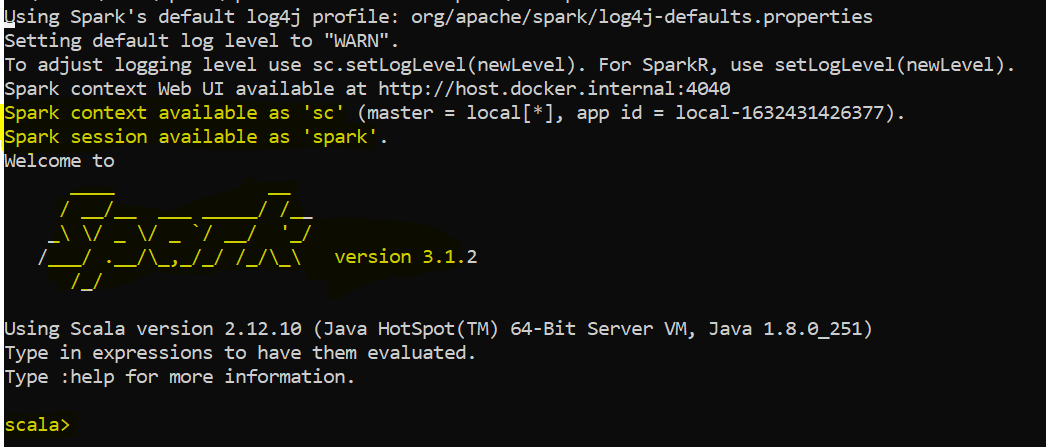 Using Spark's default log4j profile: org/apache/spark/log4j-defaults.properties
Setting default log level to "WARN".
To adjust logging level use sc.setLogLevel(newLevel). For SparkR, use setLogLevel(newLevel).
Spark context Web UI available at http://host.docker.internal:4040
Spark context available as 'sc' (master = local[*], app id = local-1632431426377).
Spark session available as 'spark'.
Welcome to
      ____              __
     / __/__  ___ _____/ /__
    _\ \/ _ \/ _ `/ __/  '_/
   /___/ .__/\_,_/_/ /_/\_\   version 3.1.2
      /_/

Using Scala version 2.12.10 (Java HotSpot(TM) 64-Bit Server VM, Java 1.8.0_251)
Type in expressions to have them evaluated.
Type :help for more information.

scala>